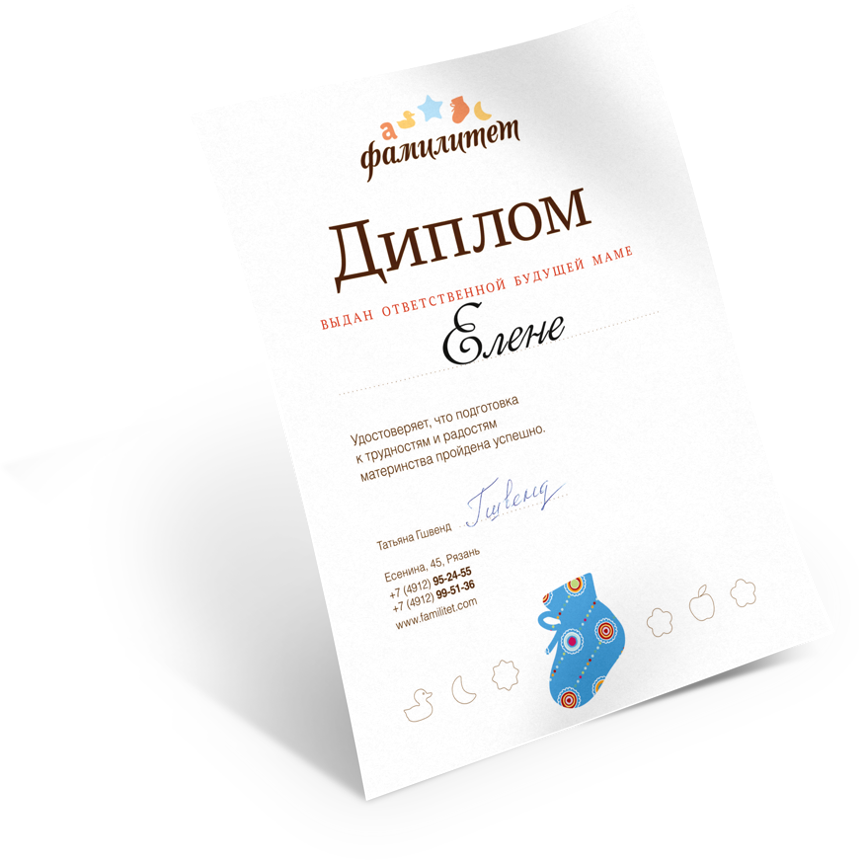 а
фамилитет
Диплом
ВЫДАН ОТВЕТСТВЕННОЙ БУДУЩЕЙ МАМЕ
Елене
Удостоверяет, что подготовка
к трудностям и радостям
материнства пройдена успешно.
Гшвенд
Татьяна Гшвенд
Есенина, 45, Рязань
+7 (4912) 95-24-55
+7 (4912) 99-51-36
www.familitet.com